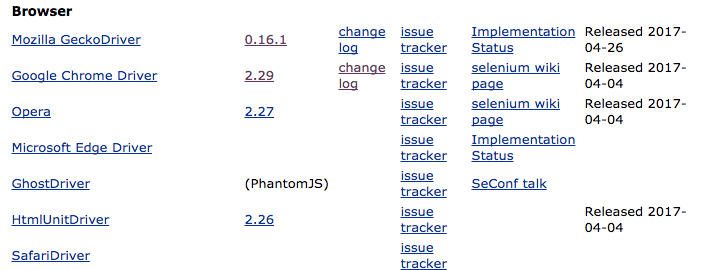 Browser
Mozilla GeckoDriver 0.16.1 change log issue tracker Implementation Status Released 2017-04-26
Google Chrome Driver 2.29 change log issue tracker selenium wiki page Released 2017-04-04
Opera 2.27 issue tracker selenium wiki page Released 2017-04-04
Microsoft Edge Driver issue tracker Implementation Status
GhostDriver (PhantomJS) issue tracker SeConf talk
HtmlUnitDriver 2.26 issue tracker Released 2017-04-04
SafariDriver issue tracker